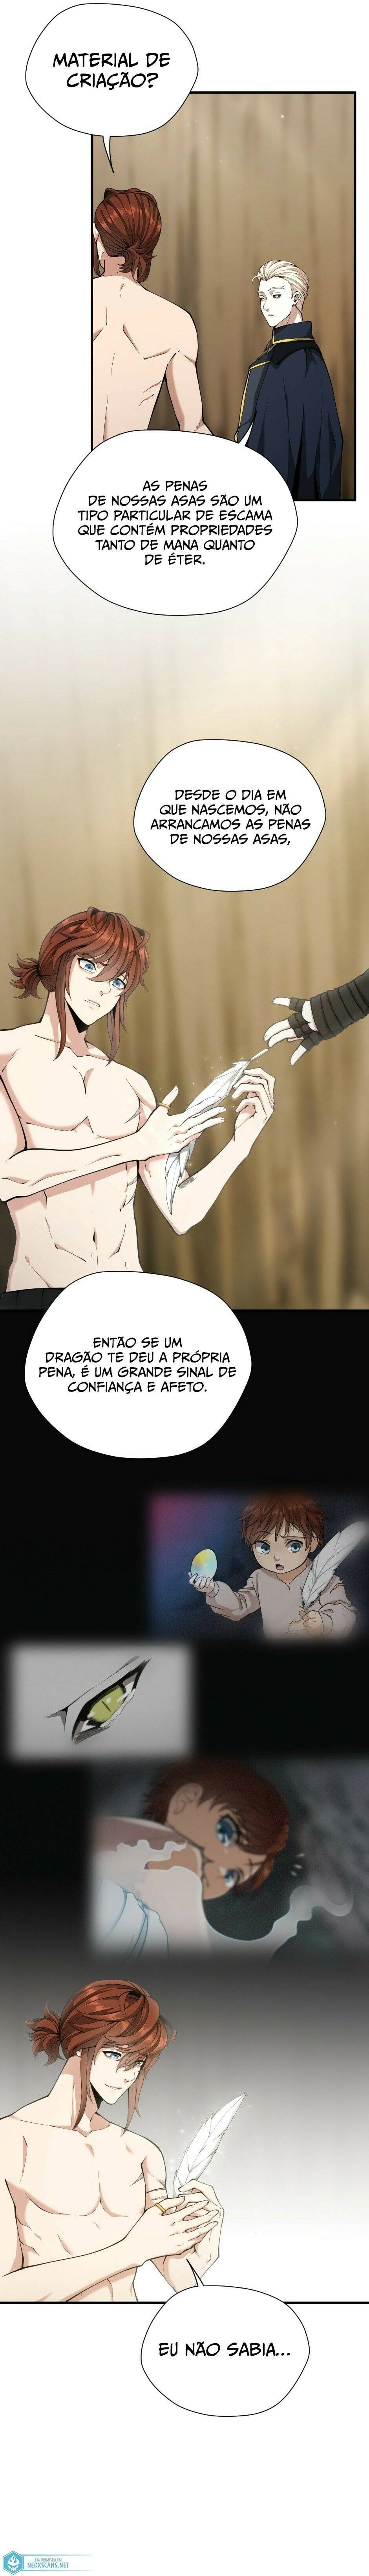 MATERIAL DE
CRIAÇÃO?
AS PENAS
DE NOSSAS ASAS SÃO UM
TIPO PARTICULAR DE ESCAMA
QUE CONTÉM PROPRIEDADES
TANTO DE MANA QUANTO
DE ÉTER.
DESDE O DIA EM
QUE NASCEMOS, NÃO
ARRANCAMOS AS PENAS
DE NOSSAS ASAS,
ENTÃO SE UM
DRAGÃO TE DEU A PRÓPRIA
PENA, É UM GRANDE SINAL DE
CONFIANÇA E AFETO.
EU NÃO SABIA...
NEOXSCANS.NET